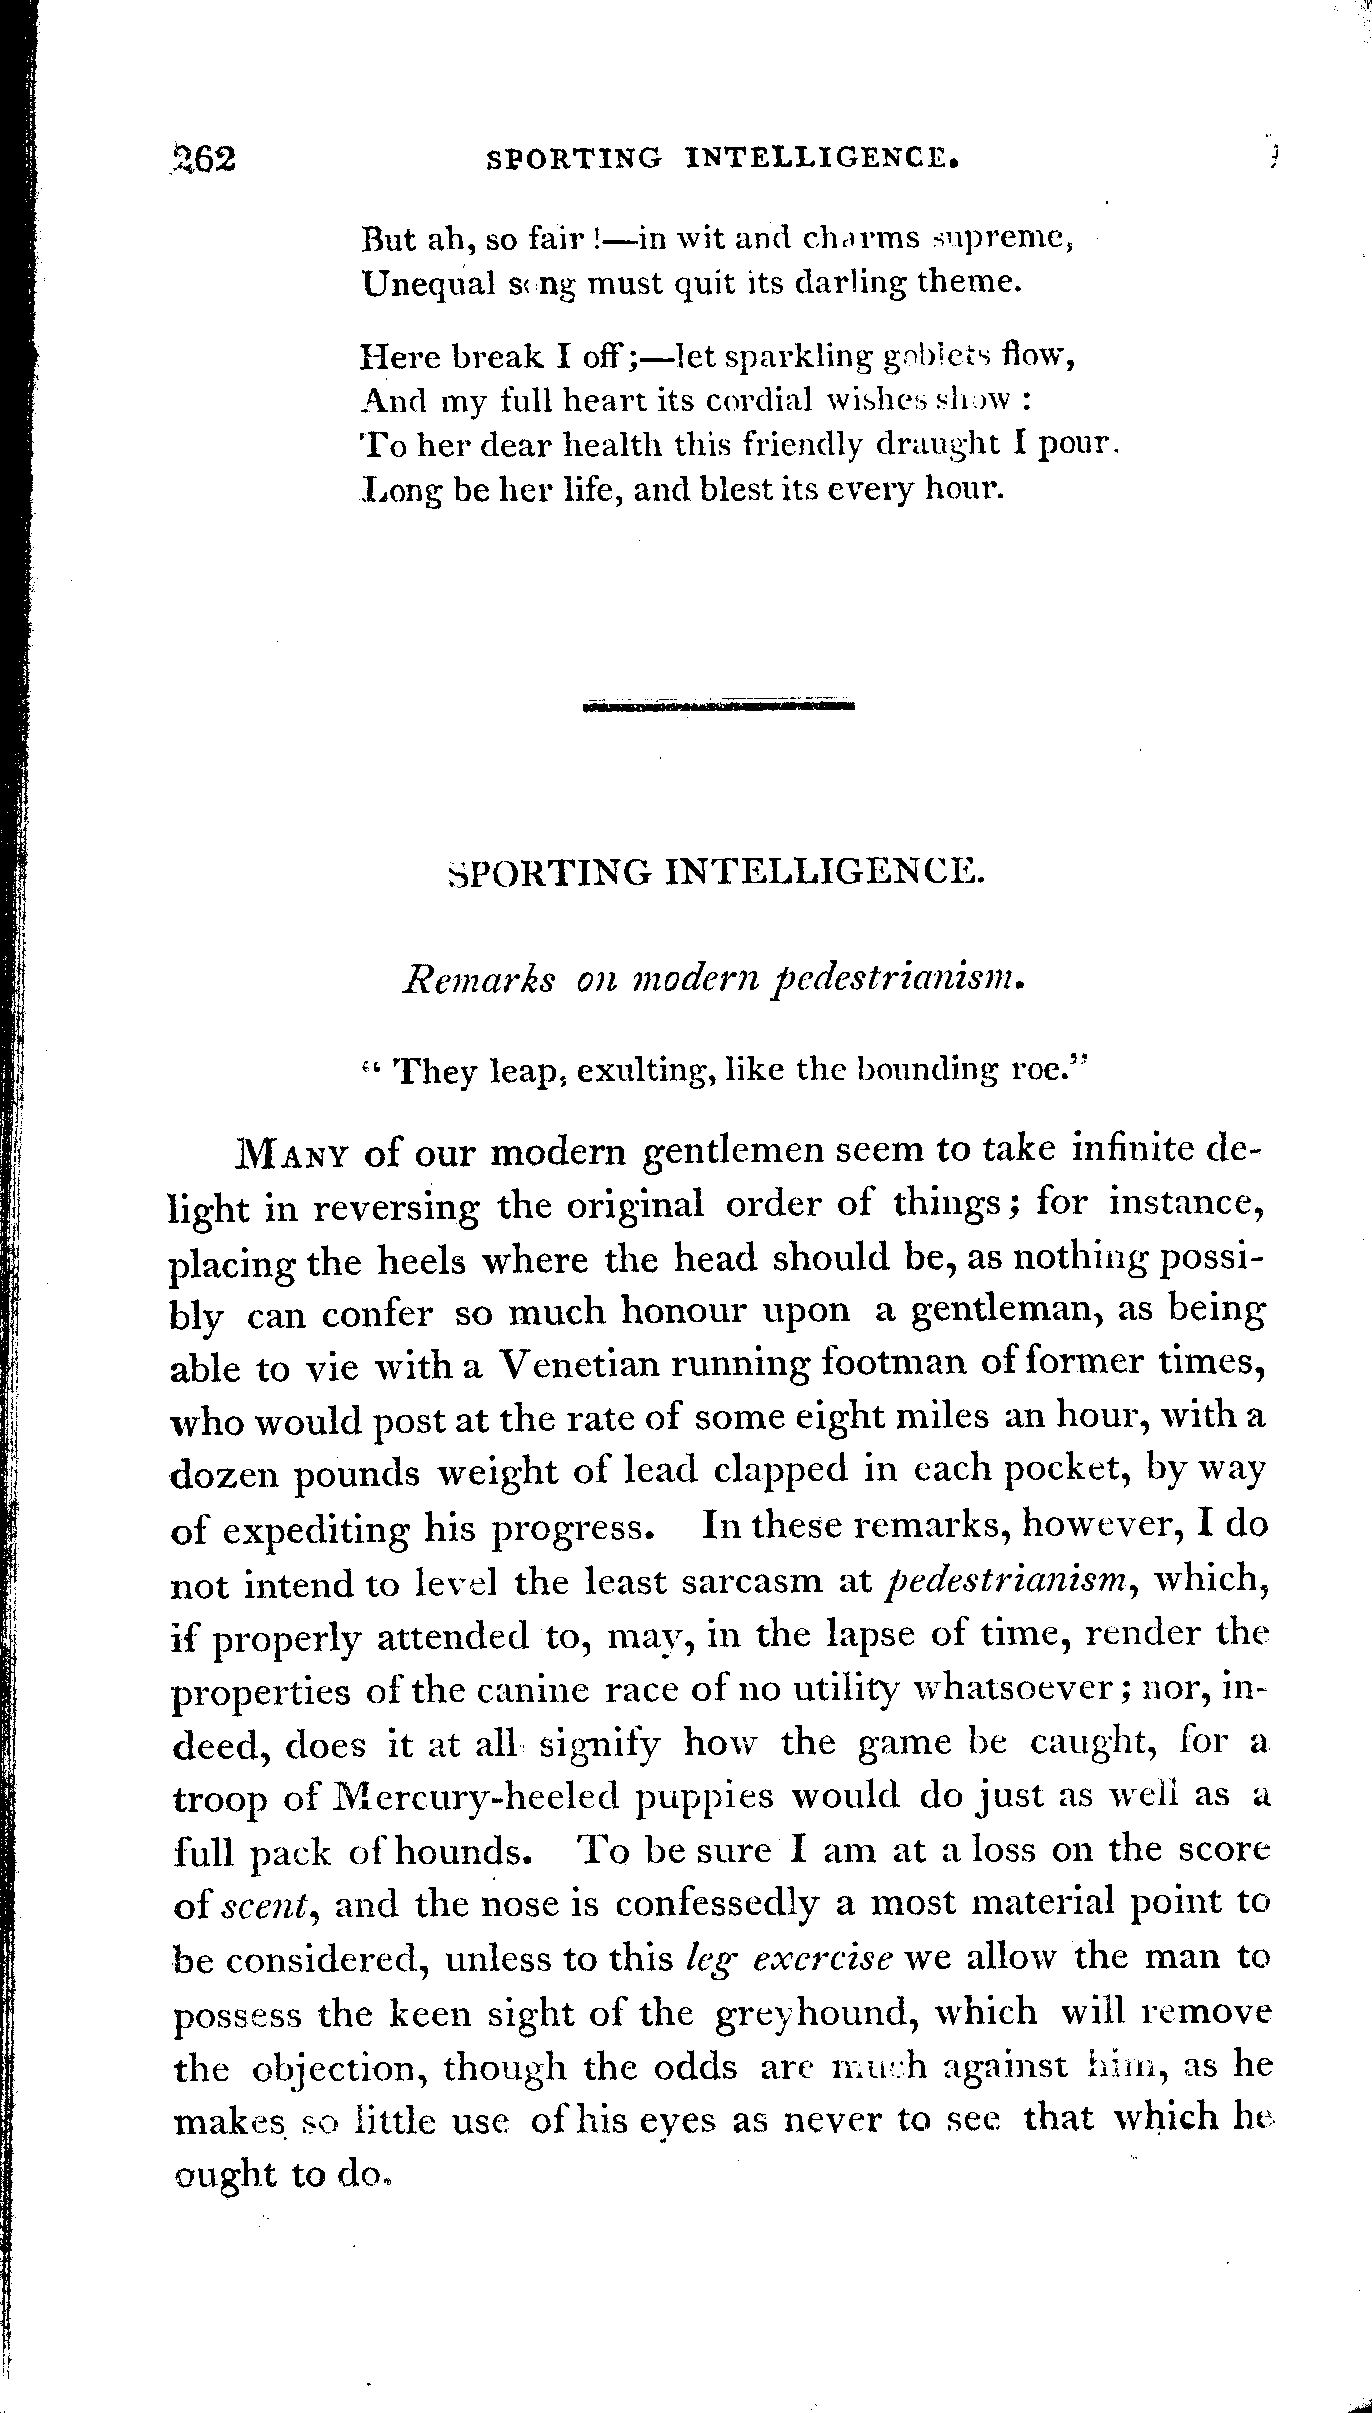 262 SPORTING INTELLIGENCE.
But ah, so fair!—in wit and charms supreme,
Unequal song must quit its darling theme.
Here break I off;—let sparkling goblets flow,
And my full heart its cordial wishes show:
To her dear health this friendly draught I pour.
Long be her life, and blest its every hour.
SPORTING INTELLIGENCE.
Remarks on modern pedestrianism.
"They leap, exulting, like the bounding roe."
MANY of our modern gentlemen seem to take infinite de-
light in reversing the original order of things; for instance,
placing the heels where the head should be, as nothing possi-
bly can confer so much honour upon a gentleman, as being
able to vie with a Venetian running footman of former times,
who would post at the rate of some eight miles an hour, with a
dozen pounds weight of lead clapped in each pocket, by way
of expediting his progress. In these remarks, however, I do
not intend to level the least sarcasm at pedestrianism, which,
if properly attended to, may, in the lapse of time, render the
properties of the canine race of no utility whatsoever; nor, in-
deed, does it at all signify how the game be caught, for a
troop of Mercury-heeled puppies would do just as well as a
full pack of hounds. To be sure I am at a loss on the score
of scent, and the nose is confessedly a most material point to
be considered, unless to this leg exercise we allow the man to
possess the keen sight of the greyhound, which will remove
the objection, though the odds are much against him, as he
makes so little use of his eyes as never to see that which he
ought to do.